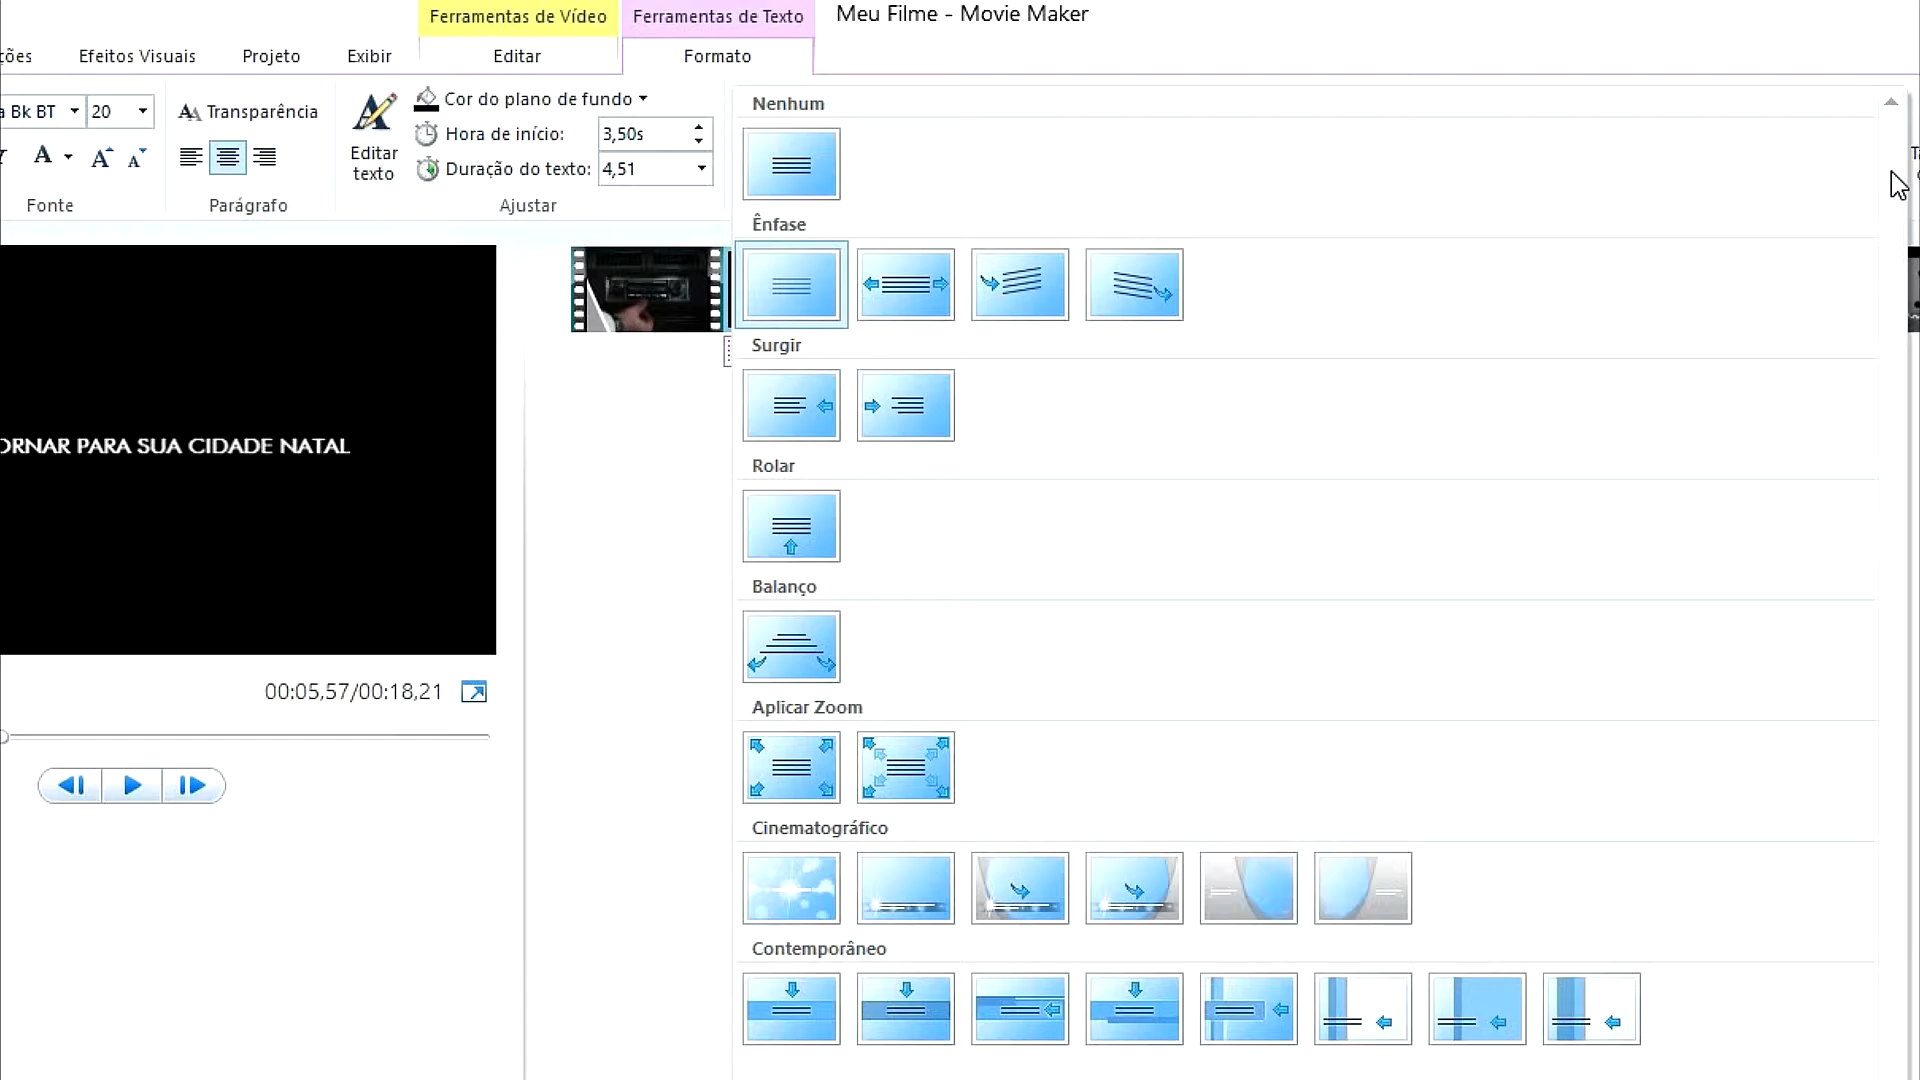 Ferramentas de Vídeo
Ferramentas de Texto
Meu Filme - Movie Maker
Efeitos Visuais
Projeto
Exibir
Editar
Formato
Bk BT
20
Transparência
Cor do plano de fundo
Hora de início:
3,50s
Duração do texto:
4,51
Editar
texto
Fonte
Parágrafo
Ajustar
Nenhum
Ênfase
Surgir
Rolar
Balanço
Aplicar Zoom
Cinematográfico
Contemporâneo
PARA SUA CIDADE NATAL
00:05,57/00:18,21